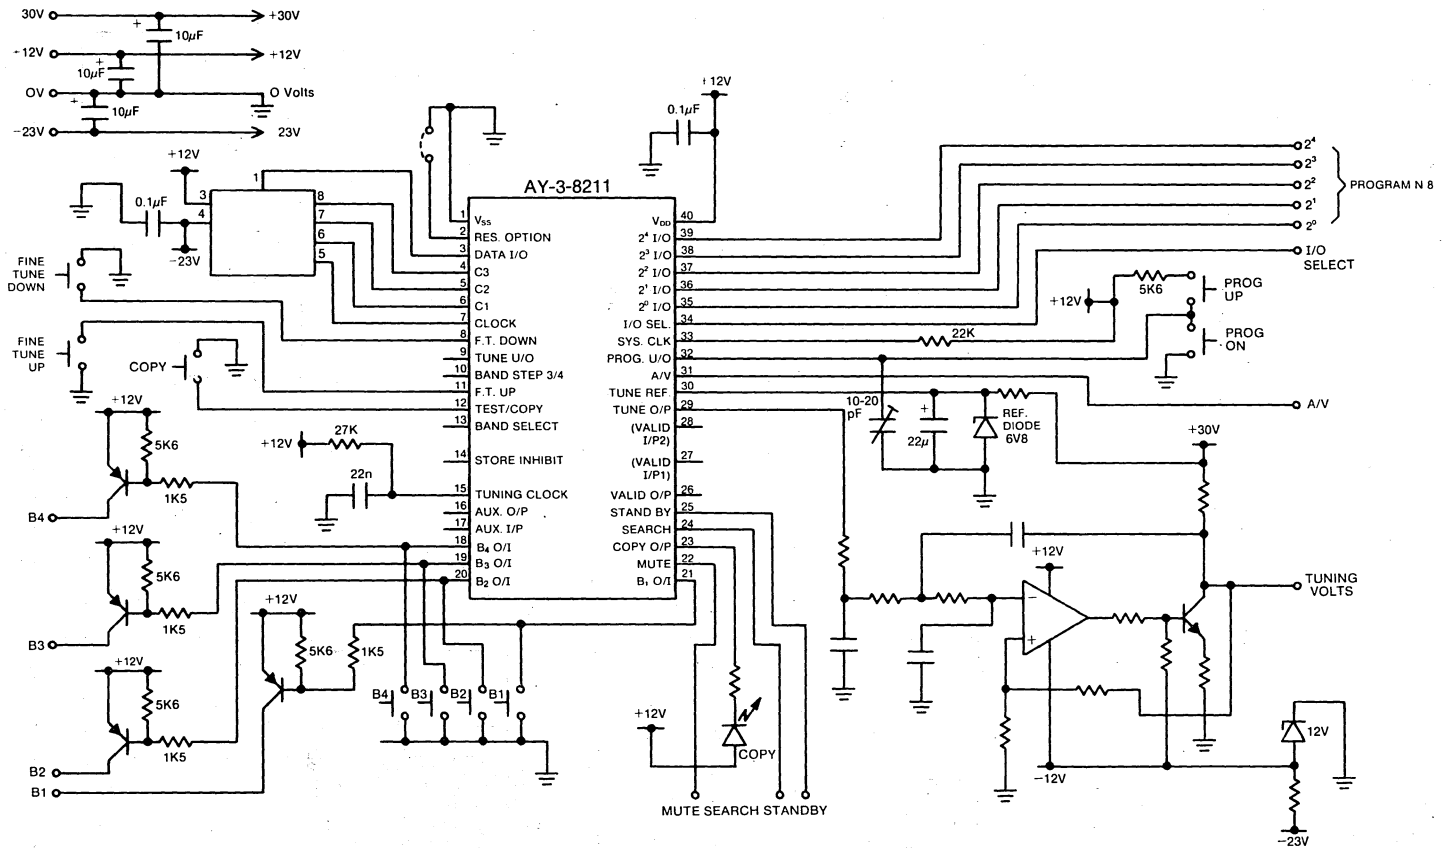 30V
+30V
+
10µF
-12V
+12V
+
10µF
OV
O Volts
+
10µF
-23V
23V
+12V
1
3
4
8
7
6
5
0.1µF
-23V
FINE
TUNE
DOWN
FINE
TUNE
UP
COPY
+12V
0.1µF
AY-3-8211
1 VSS
2 RES. OPTION
3 DATA I/O
4 C3
5 C2
6 C1
7 CLOCK
8 F.T. DOWN
9 TUNE U/O
10 BAND STEP 3/4
11 F.T. UP
12 TEST/COPY
13 BAND SELECT
14 STORE INHIBIT
15 TUNING CLOCK
16 AUX. O/P
17 AUX. I/P
18 B4 O/I
19 B3 O/I
20 B2 O/I
VDD 40
2⁴ I/O 39
2³ I/O 38
2² I/O 37
2¹ I/O 36
2⁰ I/O 35
I/O SEL. 34
SYS. CLK 33
PROG. U/O 32
A/V 31
TUNE REF. 30
TUNE O/P 29
(VALID 28
I/P2)
(VALID 27
I/P1)
VALID O/P 26
STAND BY 25
SEARCH 24
COPY O/P 23
MUTE 22
B1 O/I 21
2⁴
2³
2²
2¹
2⁰
PROGRAM N 8
I/O
SELECT
5K6
PROG
UP
+12V
PROG
ON
22K
A/V
10-20
pF
+
22µ
REF.
DIODE
6V8
+30V
+12V
27K
22n
+12V
5K6
1K5
B4
+12V
5K6
1K5
B3
+12V
5K6
1K5
B2
B1
+12V
5K6
1K5
B4
B3
B2
B1
+12V
COPY
MUTE SEARCH STANDBY
+12V
−
+
-12V
TUNING
VOLTS
12V
-23V